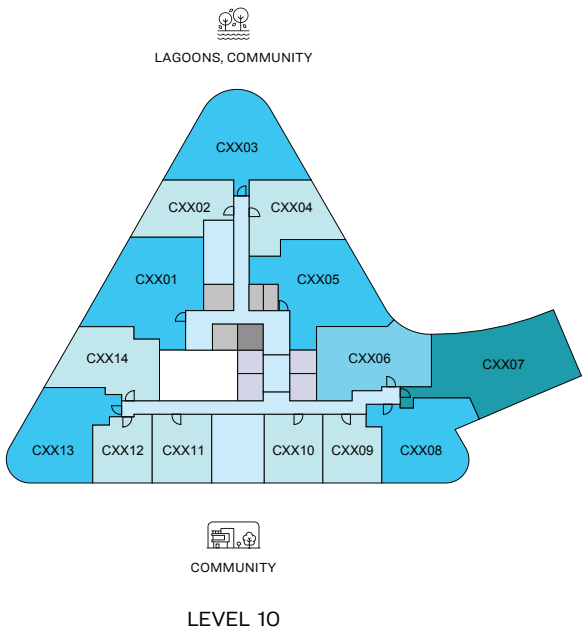 LAGOONS, COMMUNITY
CXX03
CXX02
CXX04
CXX01
CXX05
CXX14
CXX06
CXX07
CXX13
CXX12
CXX11
CXX10
CXX09
CXX08
COMMUNITY
LEVEL 10